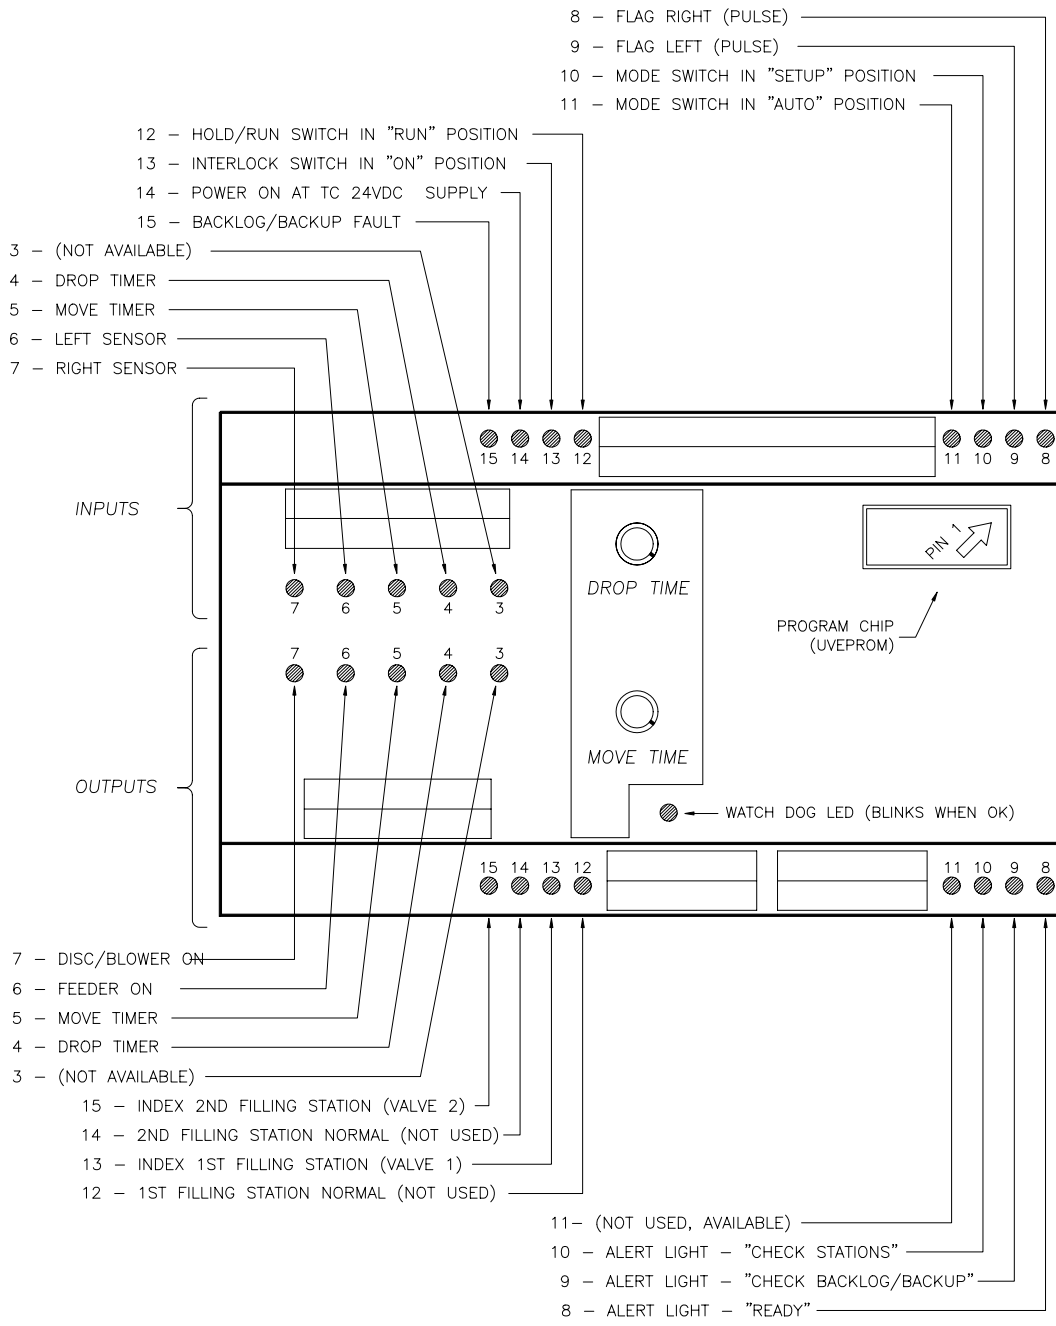 8 – FLAG RIGHT (PULSE)
9 – FLAG LEFT (PULSE)
10 – MODE SWITCH IN "SETUP" POSITION
11 – MODE SWITCH IN "AUTO" POSITION
12 – HOLD/RUN SWITCH IN "RUN" POSITION
13 – INTERLOCK SWITCH IN "ON" POSITION
14 – POWER ON AT TC 24VDC SUPPLY
15 – BACKLOG/BACKUP FAULT
3 – (NOT AVAILABLE)
4 – DROP TIMER
5 – MOVE TIMER
6 – LEFT SENSOR
7 – RIGHT SENSOR
15 14 13 12 11 10 9 8
INPUTS
PIN 1
DROP TIME
7 6 5 4 3
PROGRAM CHIP
(UVEPROM)
7 6 5 4 3
MOVE TIME
OUTPUTS
WATCH DOG LED (BLINKS WHEN OK)
15 14 13 12 11 10 9 8
7 – DISC/BLOWER ON
6 – FEEDER ON
5 – MOVE TIMER
4 – DROP TIMER
3 – (NOT AVAILABLE)
15 – INDEX 2ND FILLING STATION (VALVE 2)
14 – 2ND FILLING STATION NORMAL (NOT USED)
13 – INDEX 1ST FILLING STATION (VALVE 1)
12 – 1ST FILLING STATION NORMAL (NOT USED)
11– (NOT USED, AVAILABLE)
10 – ALERT LIGHT – "CHECK STATIONS"
9 – ALERT LIGHT – "CHECK BACKLOG/BACKUP"
8 – ALERT LIGHT – "READY"